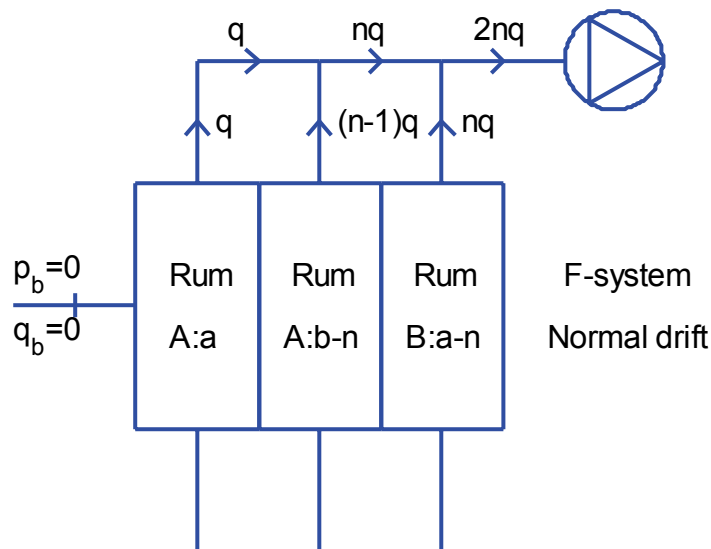 q nq 2nq
q (n-1)q nq
p_b=0
q_b=0
Rum A:a
Rum A:b-n
Rum B:a-n
F-system
Normal drift